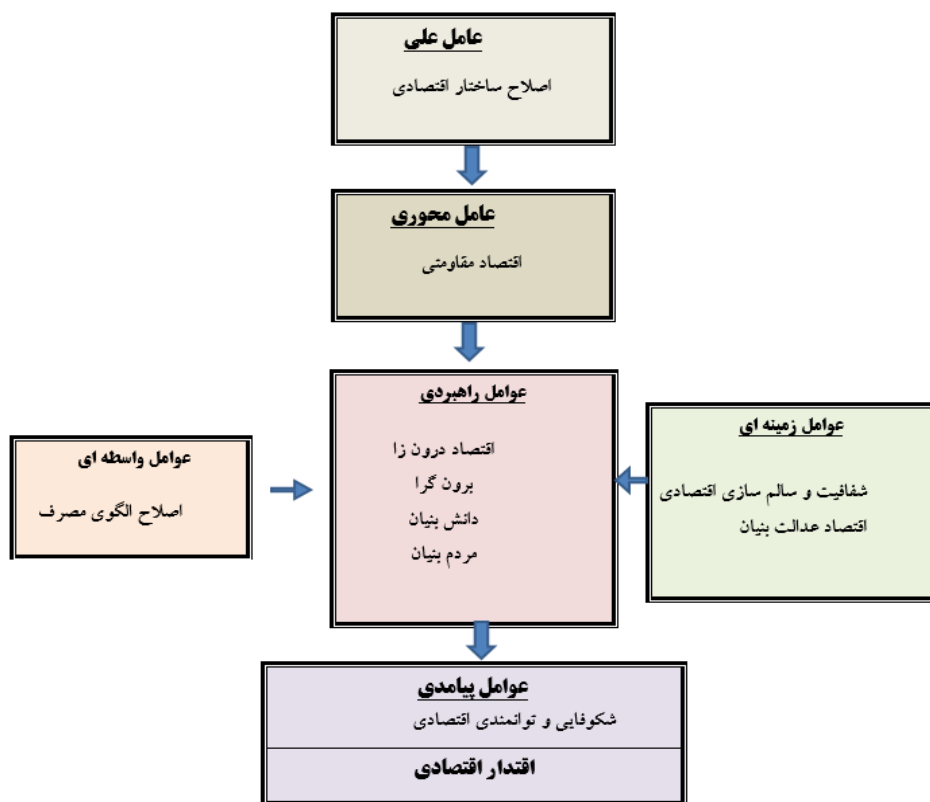 عامل علی
اصلاح ساختار اقتصادی
عامل محوری
اقتصاد مقاومتی
عوامل راهبردی
اقتصاد درون زا
برون گرا
دانش بنیان
مردم بنیان
عوامل زمینه ای
شفافیت و سالم سازی اقتصادی
اقتصاد عدالت بنیان
عوامل واسطه ای
اصلاح الگوی مصرف
عوامل پیامدی
شکوفایی و توانمندی اقتصادی
اقتدار اقتصادی